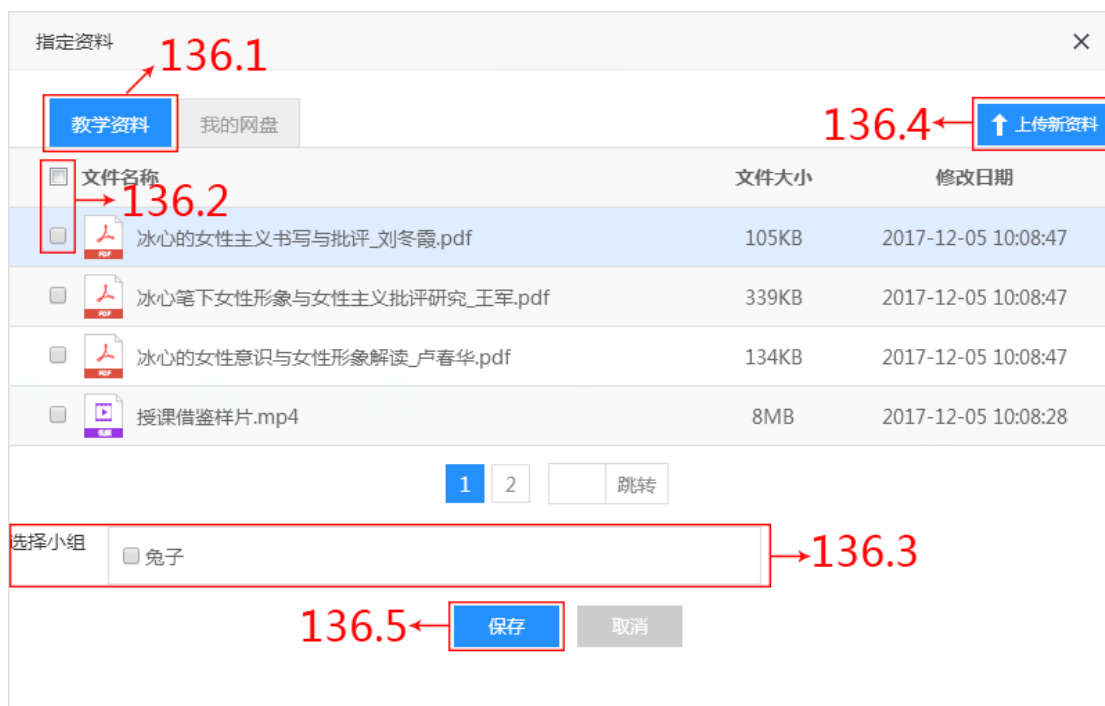 指定资料
136.1
教学资料 我的网盘
136.4
上传新资料
文件名称 文件大小 修改日期
136.2
PDF
冰心的女性主义书写与批评_刘冬霞.pdf 105KB 2017-12-05 10:08:47
PDF
冰心笔下女性形象与女性主义批评研究_王军.pdf 339KB 2017-12-05 10:08:47
PDF
冰心的女性意识与女性形象解读_卢春华.pdf 134KB 2017-12-05 10:08:47
授课借鉴样片.mp4 8MB 2017-12-05 10:08:28
1 2 跳转
选择小组 兔子
136.3
136.5
保存 取消